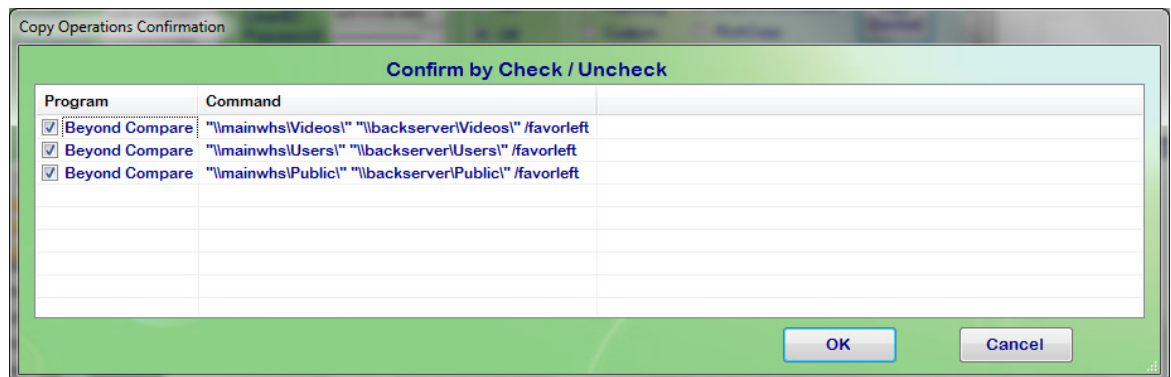 Copy Operations Confirmation
Confirm by Check / Uncheck
Program Command
Beyond Compare "\\mainwhs\Videos\" "\\backserver\Videos\" /favorleft
Beyond Compare "\\mainwhs\Users\" "\\backserver\Users\" /favorleft
Beyond Compare "\\mainwhs\Public\" "\\backserver\Public\" /favorleft
OK Cancel